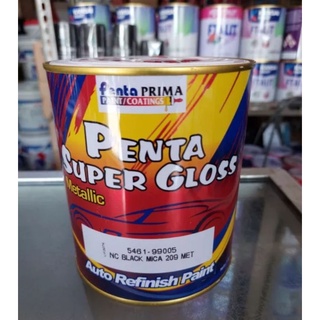 Penta PRIMA
PAINT/COATINGS
PENTA
SUPER GLOSS
Metallic
5461-99005
NC BLACK MICA 209 MET
Auto Refinish Paint